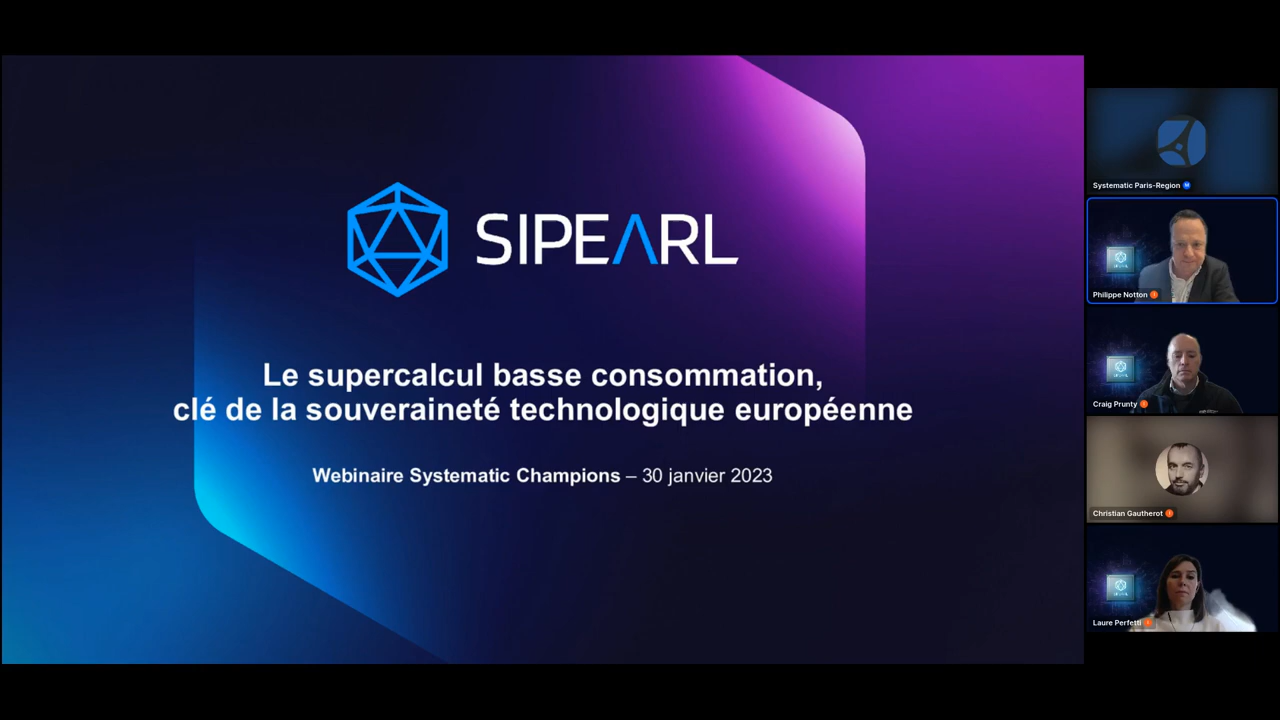 SIPEARL
Le supercalcul basse consommation,
clé de la souveraineté technologique européenne
Webinaire Systematic Champions – 30 janvier 2023
Systematic Paris-Region
Philippe Notton
Craig Prunty
Christian Gautherot
Laure Perfetti